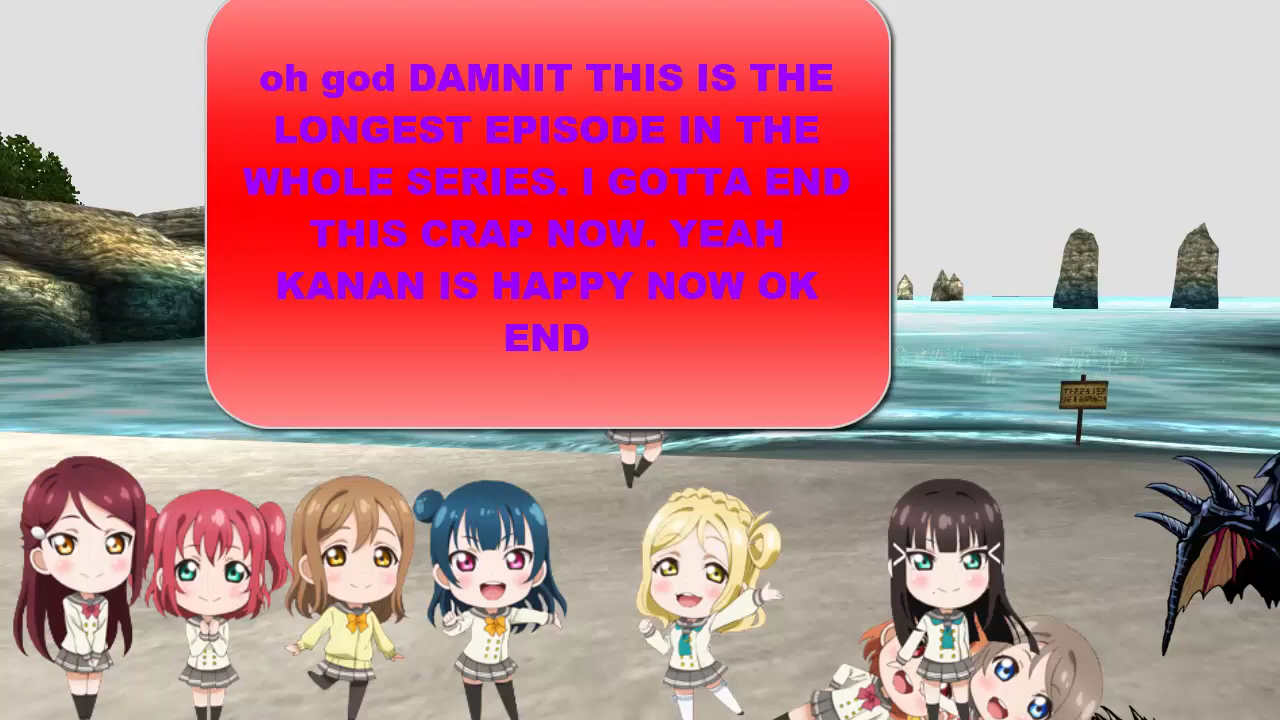 oh god DAMNIT THIS IS THE
LONGEST EPISODE IN THE
WHOLE SERIES. I GOTTA END
THIS CRAP NOW. YEAH
KANAN IS HAPPY NOW OK
END